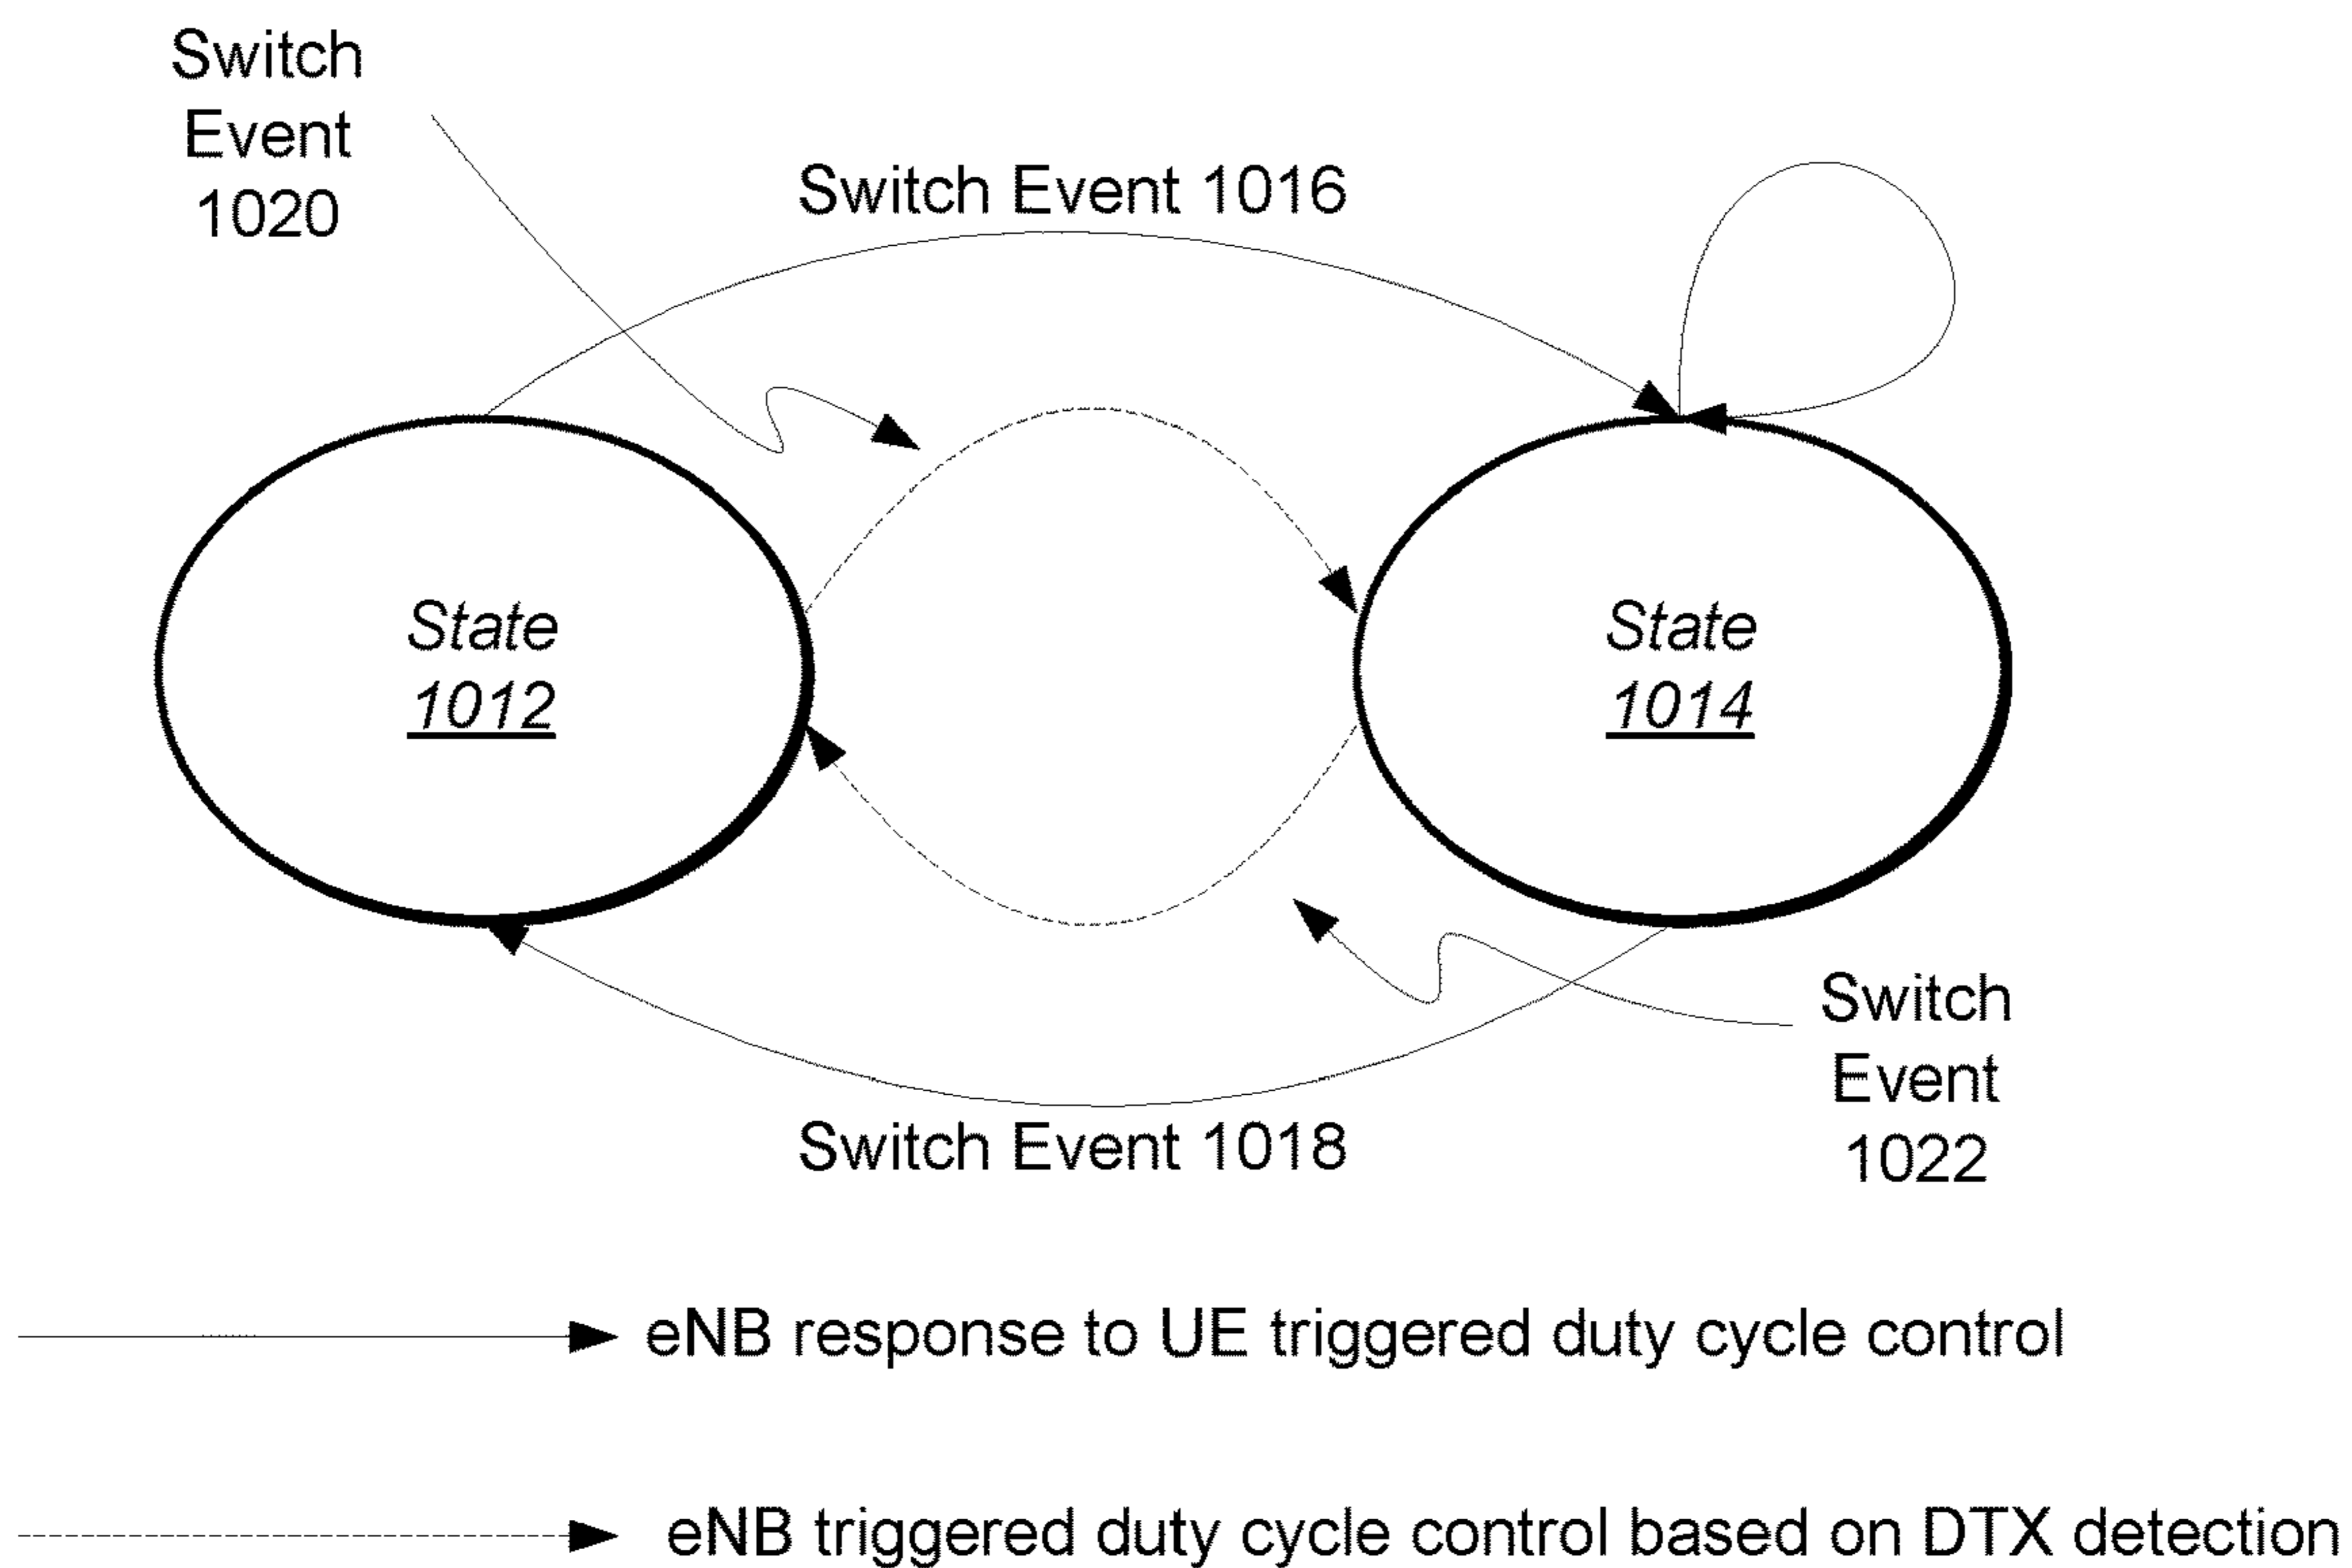 Switch
Event
1020
Switch Event 1016
State
1012
State
1014
Switch
Event
1022
Switch Event 1018
eNB response to UE triggered duty cycle control
eNB triggered duty cycle control based on DTX detection